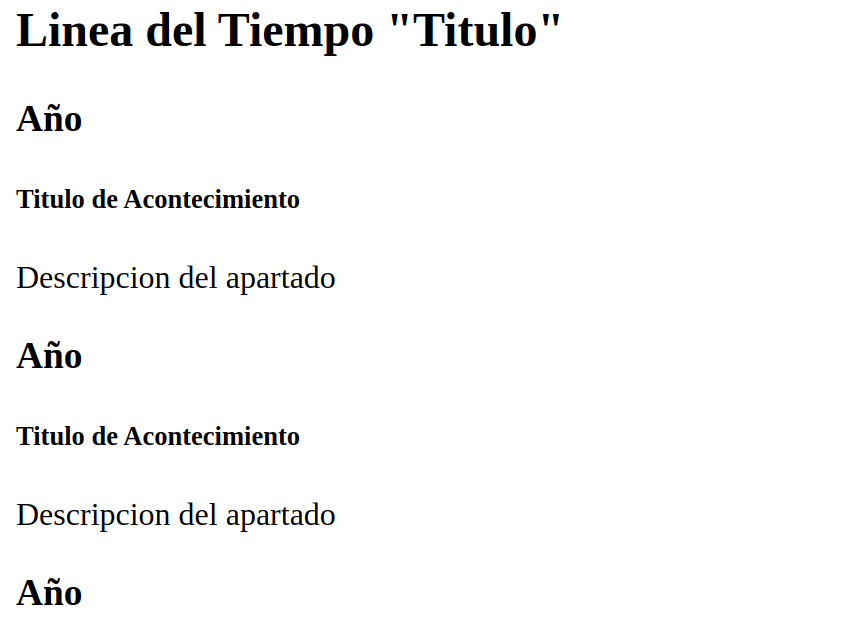 Linea del Tiempo "Titulo"
Año
Titulo de Acontecimiento
Descripcion del apartado
Año
Titulo de Acontecimiento
Descripcion del apartado
Año